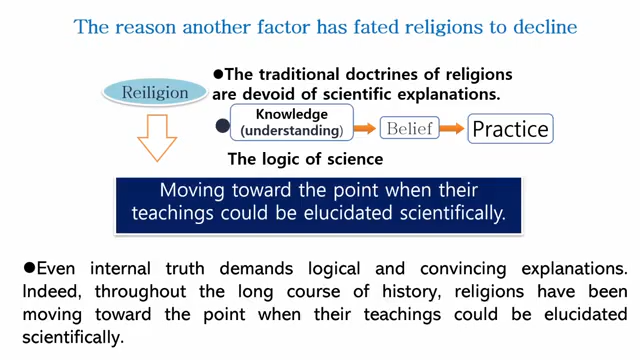 The reason another factor has fated religions to decline
●The traditional doctrines of religions
are devoid of scientific explanations.
Reiligion
● Knowledge
(understanding)
Belief
Practice
The logic of science
Moving toward the point when their
teachings could be elucidated scientifically.
●Even internal truth demands logical and convincing explanations.
Indeed, throughout the long course of history, religions have been
moving toward the point when their teachings could be elucidated
scientifically.